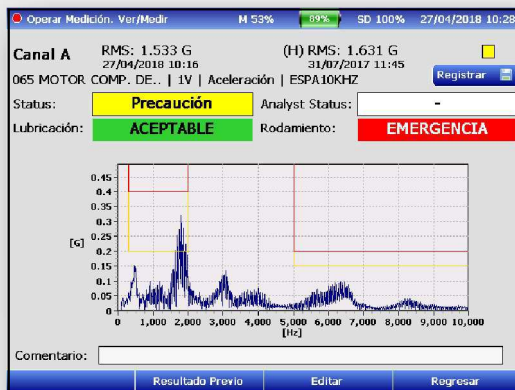 Operar Medición. Ver/Medir M 53% 89% SD 100% 27/04/2018 10:28
Canal A RMS: 1.533 G (H) RMS: 1.631 G
27/04/2018 10:16 31/07/2017 11:45
065 MOTOR COMP. DE.. | 1V | Aceleración | ESPA10KHZ Registrar
Status: Precaución Analyst Status: -
Lubricación: ACEPTABLE Rodamiento: EMERGENCIA
0.45
0.4
0.35
0.3
[G] 0.25
0.2
0.15
0.1
0.05
0
0 1,000 2,000 3,000 4,000 5,000 6,000 7,000 8,000 9,000 10,000
[Hz]
Comentario:
Resultado Previo Editar Regresar